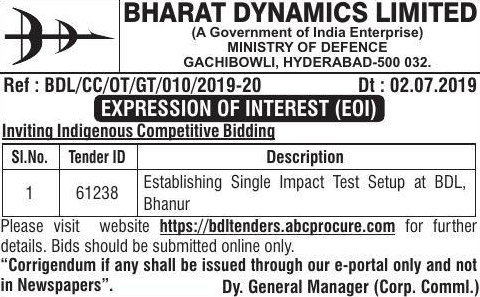 BHARAT DYNAMICS LIMITED
(A Government of India Enterprise)
MINISTRY OF DEFENCE
GACHIBOWLI, HYDERABAD-500 032.
Ref : BDL/CC/OT/GT/010/2019-20 Dt : 02.07.2019
EXPRESSION OF INTEREST (EOI)
Inviting Indigenous Competitive Bidding
Sl.No. Tender ID Description
1 61238 Establishing Single Impact Test Setup at BDL,
Bhanur
Please visit website https://bdltenders.abcprocure.com for further
details. Bids should be submitted online only.
“Corrigendum if any shall be issued through our e-portal only and not
in Newspapers”. Dy. General Manager (Corp. Comml.)